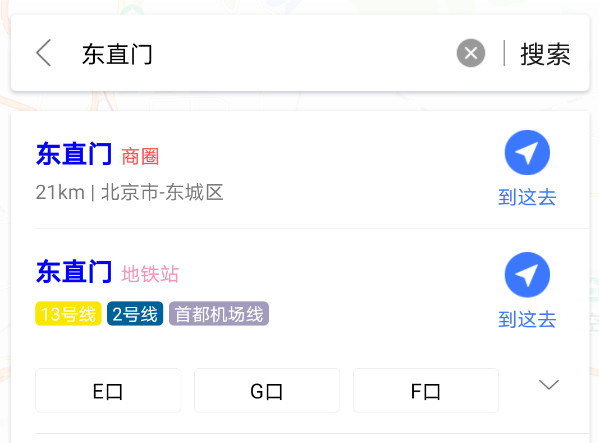 东直门 搜索
东直门 商圈
21km | 北京市-东城区
到这去
东直门 地铁站
13号线 2号线 首都机场线
到这去
E口 G口 F口